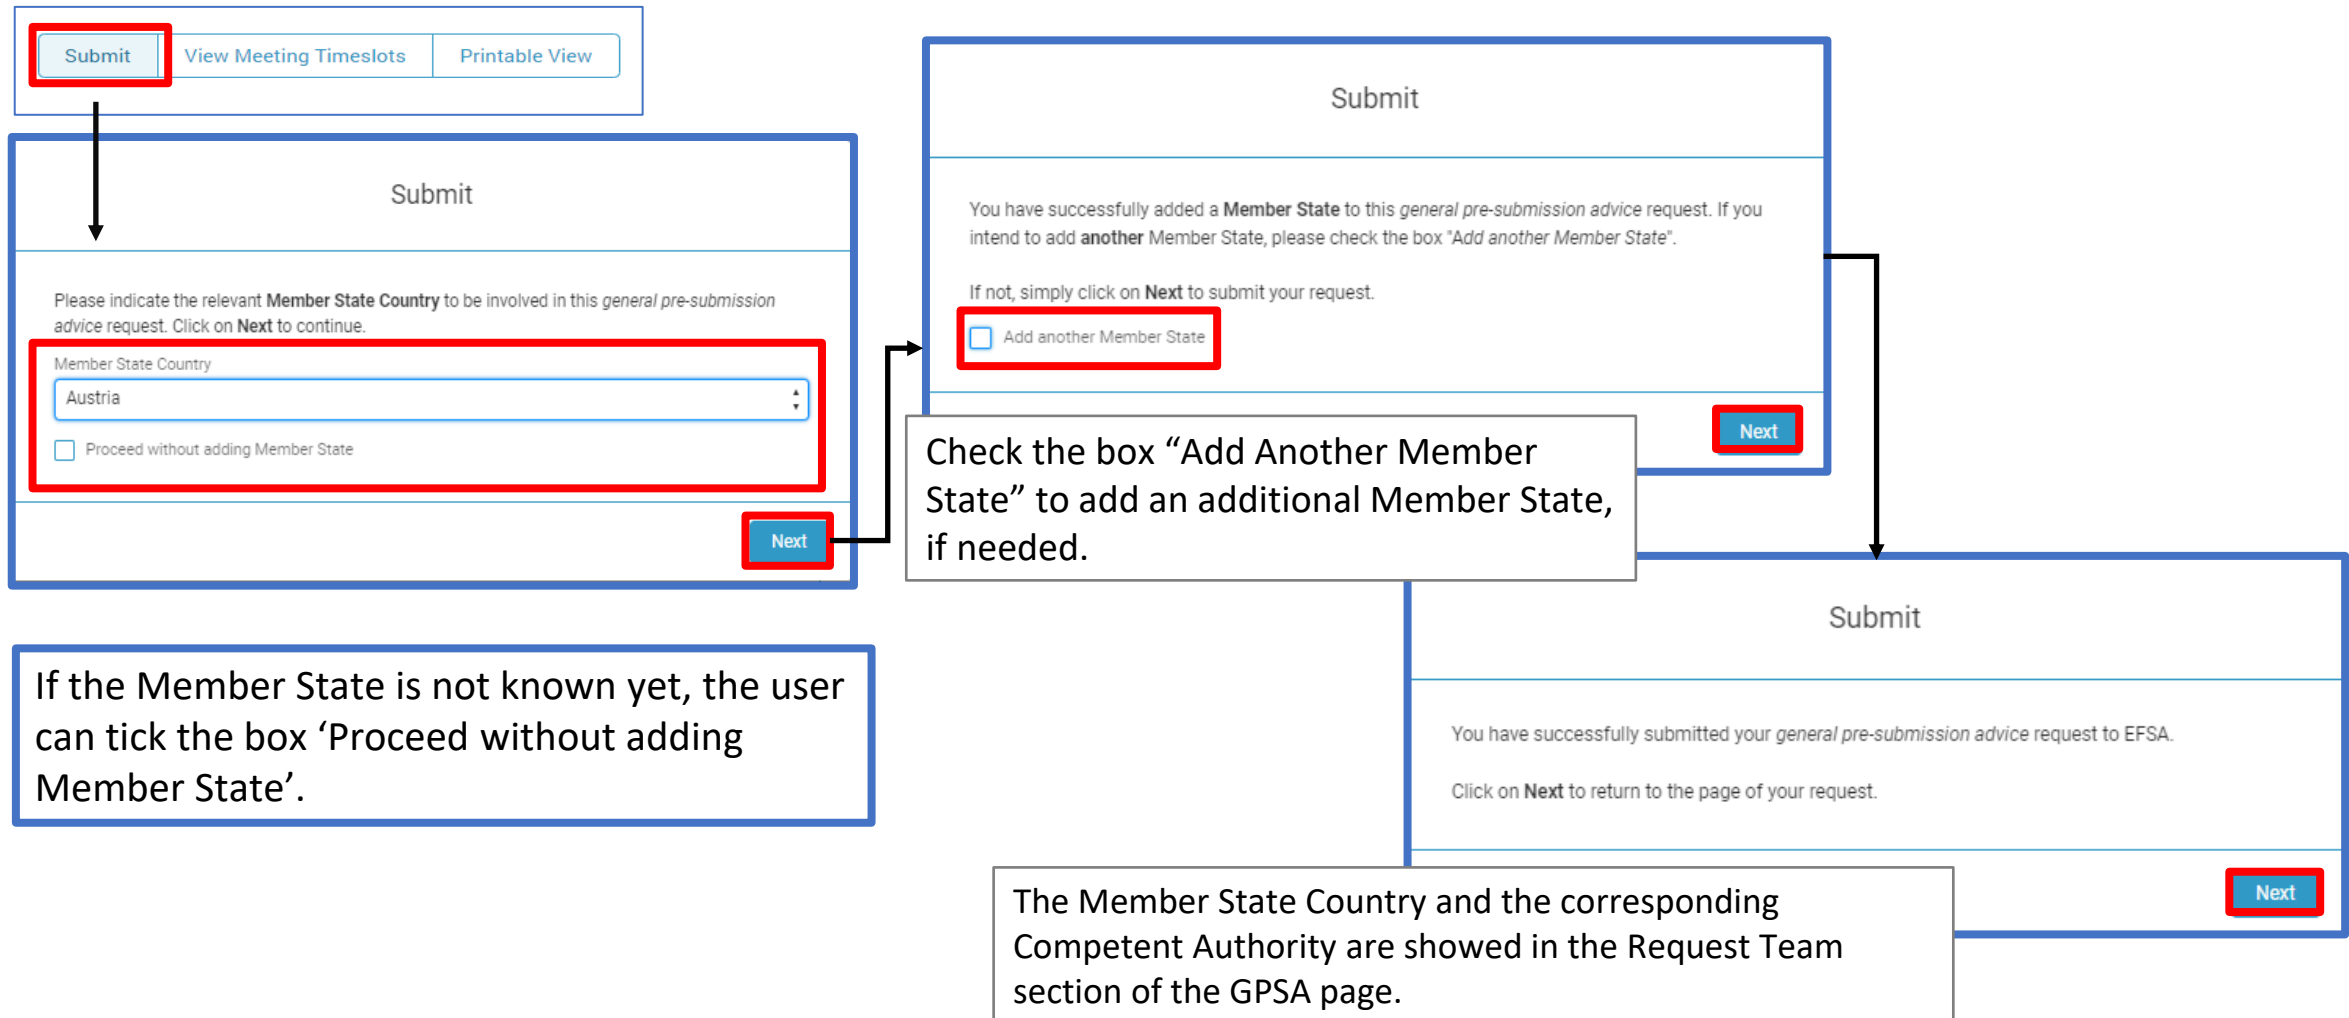 Submit
View Meeting Timeslots
Printable View
Submit
Please indicate the relevant Member State Country to be involved in this general pre-submission
advice request. Click on Next to continue.
Member State Country
Austria
Proceed without adding Member State
Next
If the Member State is not known yet, the user
can tick the box ‘Proceed without adding
Member State’.
Submit
You have successfully added a Member State to this general pre-submission advice request. If you
intend to add another Member State, please check the box "Add another Member State".
If not, simply click on Next to submit your request.
Add another Member State
Next
Check the box “Add Another Member
State” to add an additional Member State,
if needed.
Submit
You have successfully submitted your general pre-submission advice request to EFSA.
Click on Next to return to the page of your request.
Next
The Member State Country and the corresponding
Competent Authority are showed in the Request Team
section of the GPSA page.